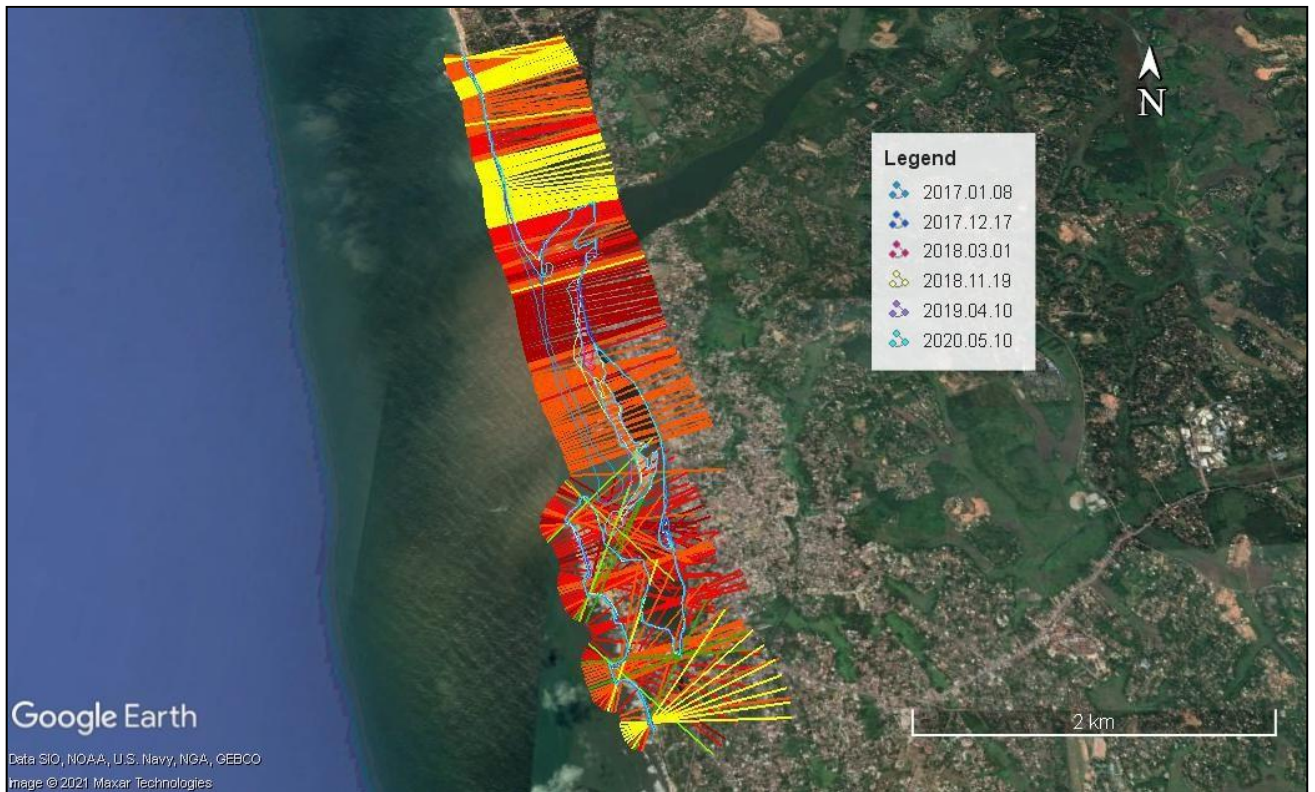 N
Legend
2017.01.08
2017.12.17
2018.03.01
2018.11.19
2019.04.10
2020.05.10
2 km
Google Earth
Data SIO, NOAA, U.S. Navy, NGA, GEBCO
Image © 2021 Maxar Technologies